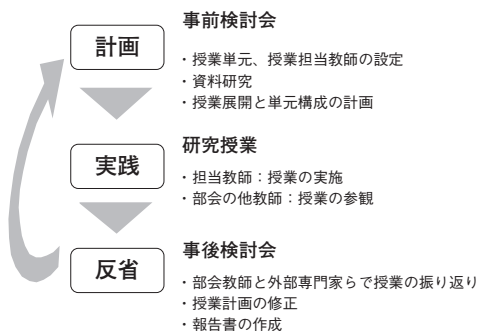 事前検討会
計画
・授業単元、授業担当教師の設定
・資料研究
・授業展開と単元構成の計画
研究授業
実践
・担当教師：授業の実施
・部会の他教師：授業の参観
事後検討会
反省
・部会教師と外部専門家らで授業の振り返り
・授業計画の修正
・報告書の作成